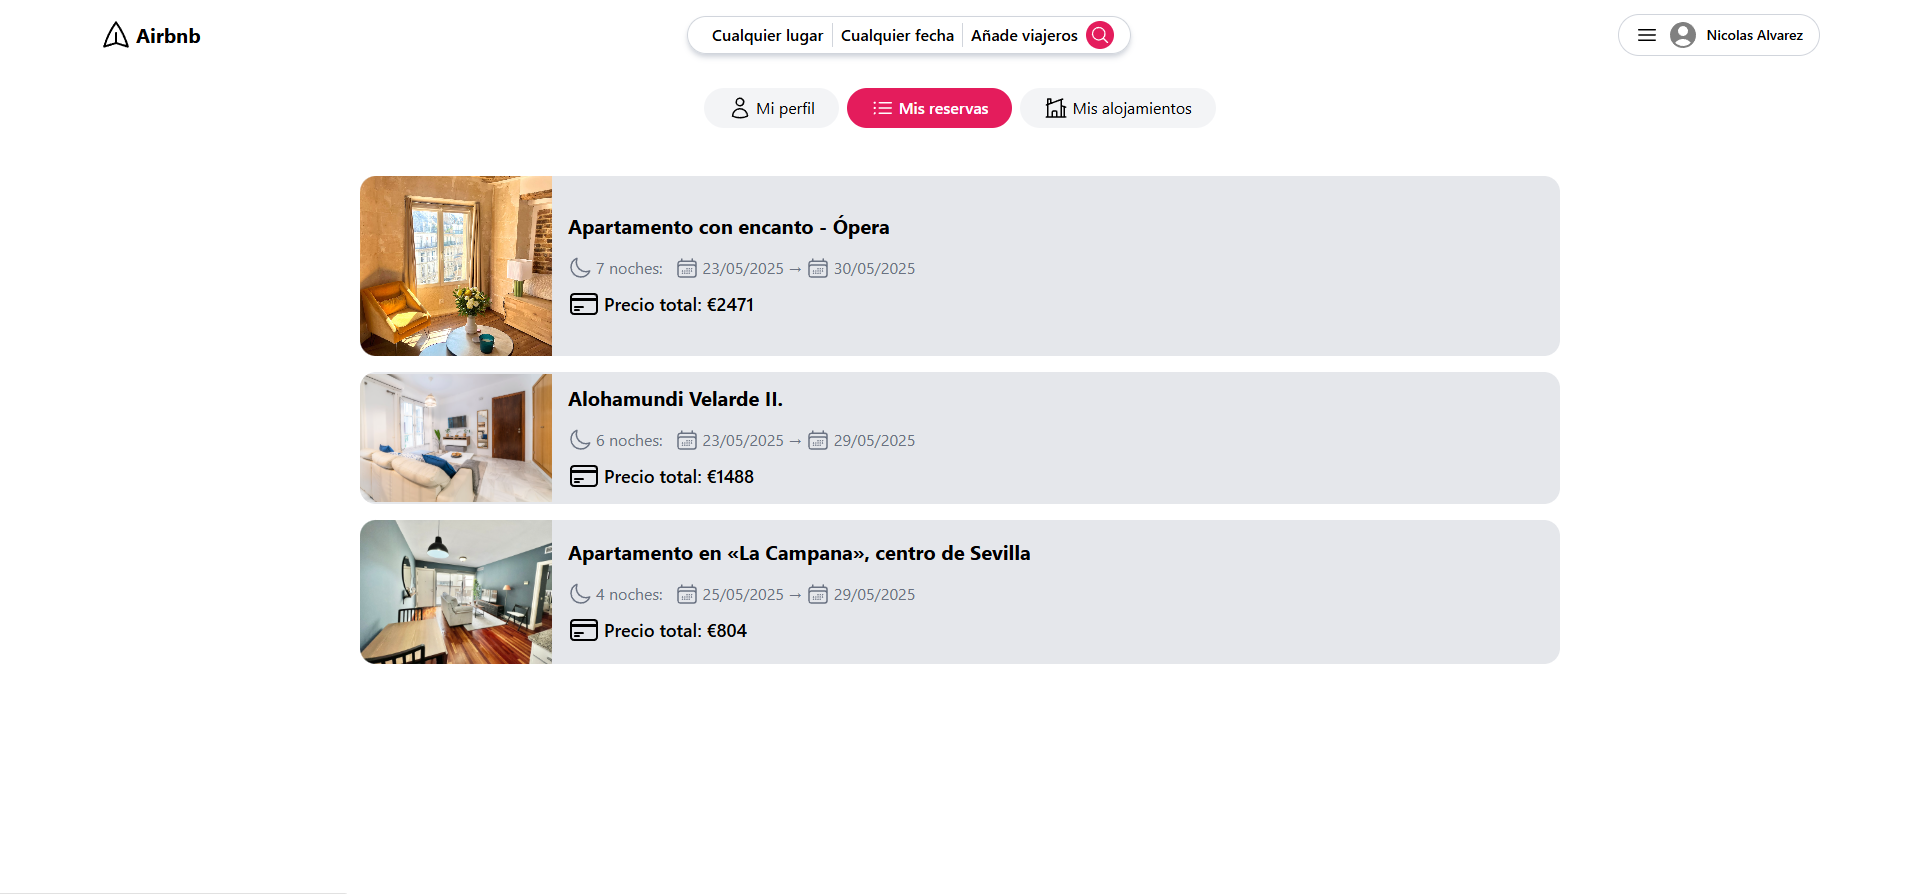 Airbnb
Cualquier lugar Cualquier fecha Añade viajeros
Nicolas Alvarez
Mi perfil Mis reservas Mis alojamientos
Apartamento con encanto - Ópera
7 noches: 23/05/2025 → 30/05/2025
Precio total: €2471
Alohamundi Velarde II.
6 noches: 23/05/2025 → 29/05/2025
Precio total: €1488
Apartamento en «La Campana», centro de Sevilla
4 noches: 25/05/2025 → 29/05/2025
Precio total: €804